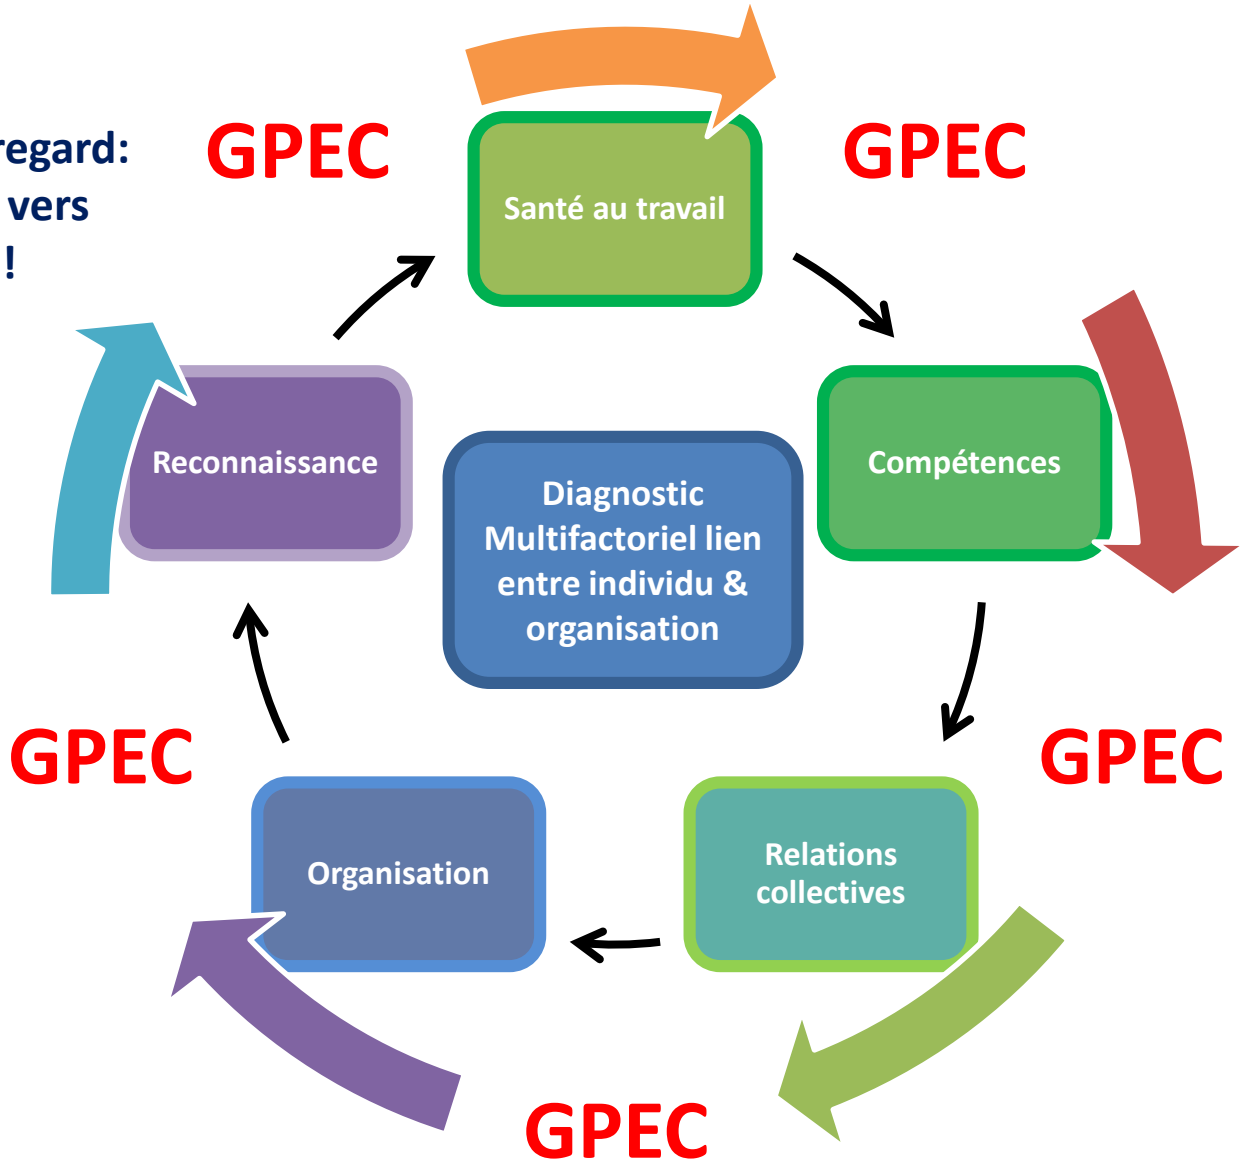 regard:
vers
!
GPEC
GPEC
Santé au travail
Reconnaissance
Compétences
Diagnostic
Multifactoriel lien
entre individu &
organisation
GPEC
GPEC
Organisation
Relations
collectives
GPEC